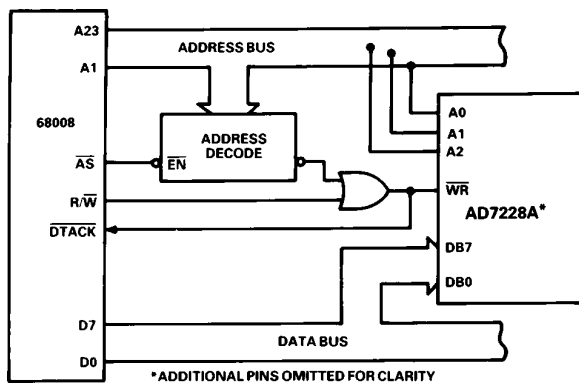 A23
ADDRESS BUS
A1
68008
ADDRESS
DECODE
AS
EN
R/W
DTACK
A0
A1
A2
WR
AD7228A*
DB7
DB0
D7
DATA BUS
D0
*ADDITIONAL PINS OMITTED FOR CLARITY